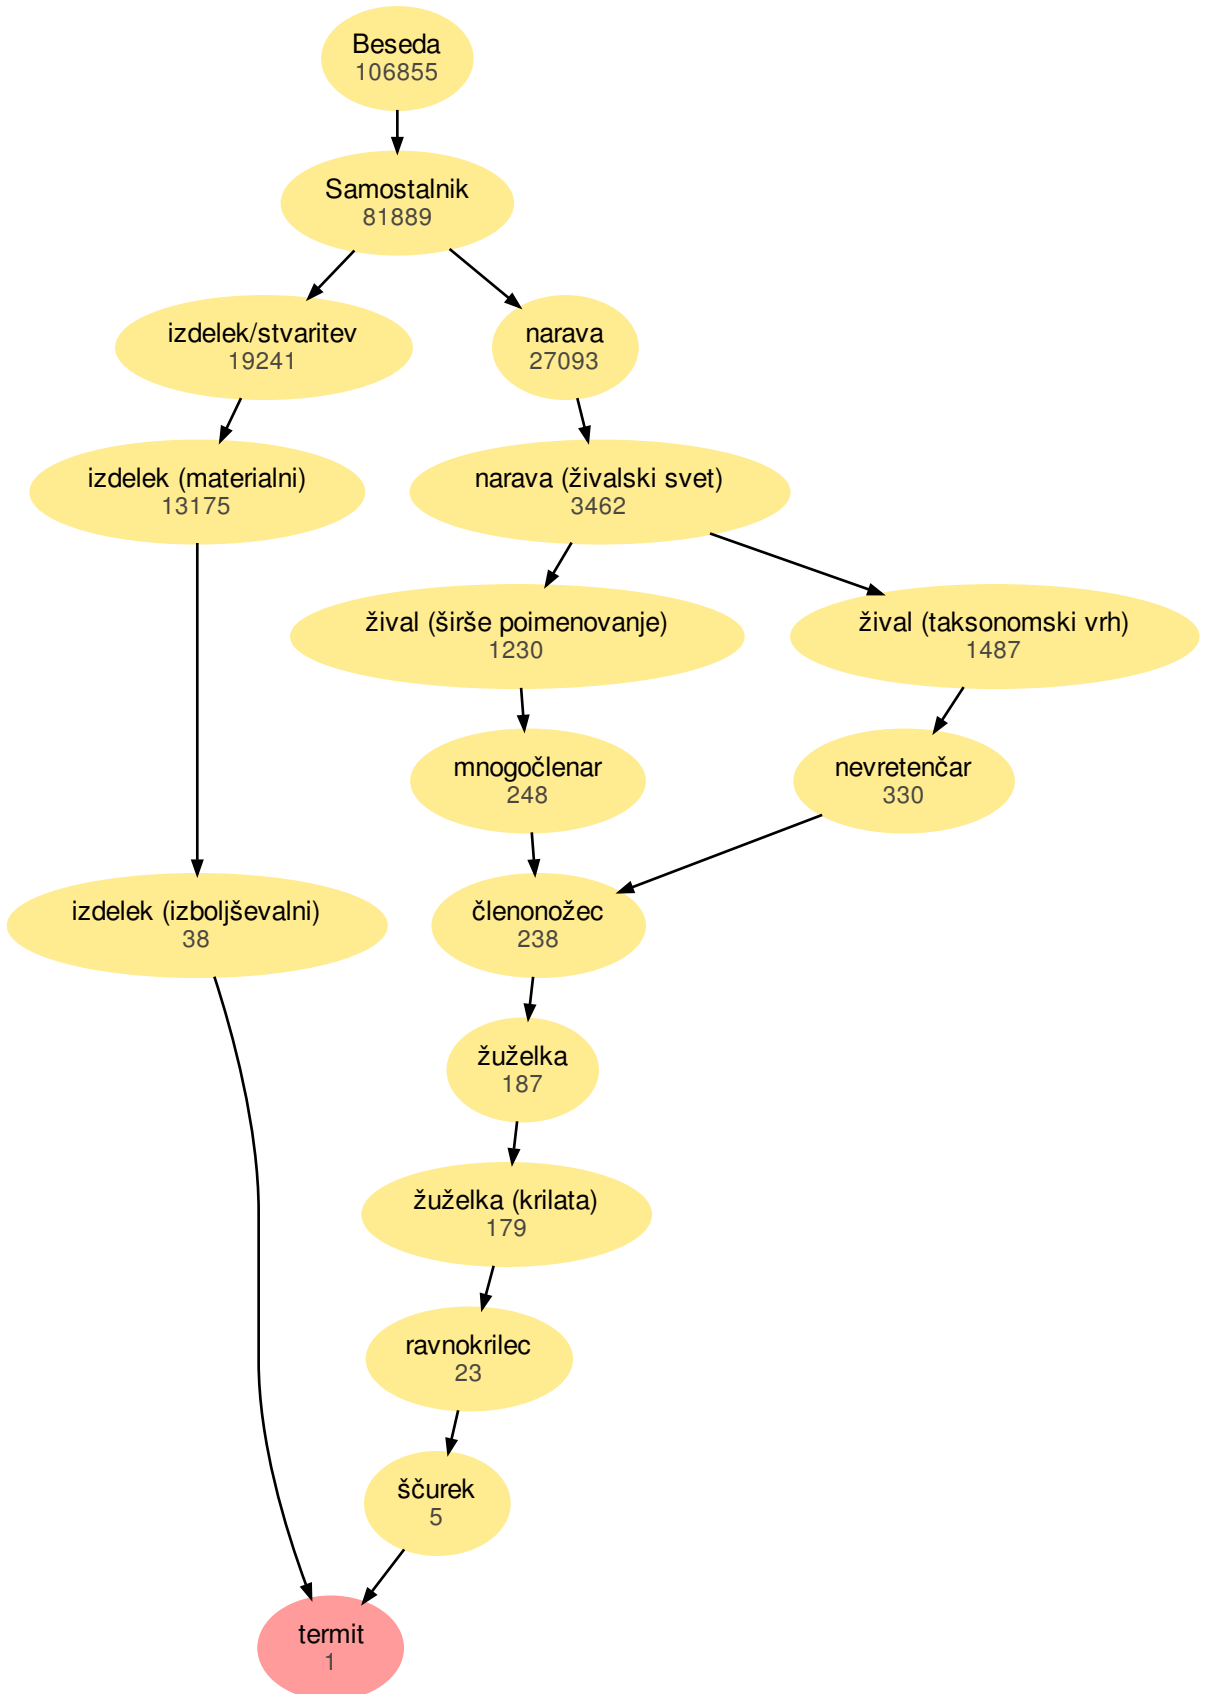 Beseda
106855
Samostalnik
81889
izdelek/stvaritev
19241
narava
27093
izdelek (materialni)
13175
narava (živalski svet)
3462
žival (širše poimenovanje)
1230
žival (taksonomski vrh)
1487
mnogočlenar
248
nevretenčar
330
izdelek (izboljševalni)
38
členonožec
238
žuželka
187
žuželka (krilata)
179
ravnokrilec
23
ščurek
5
termit
1